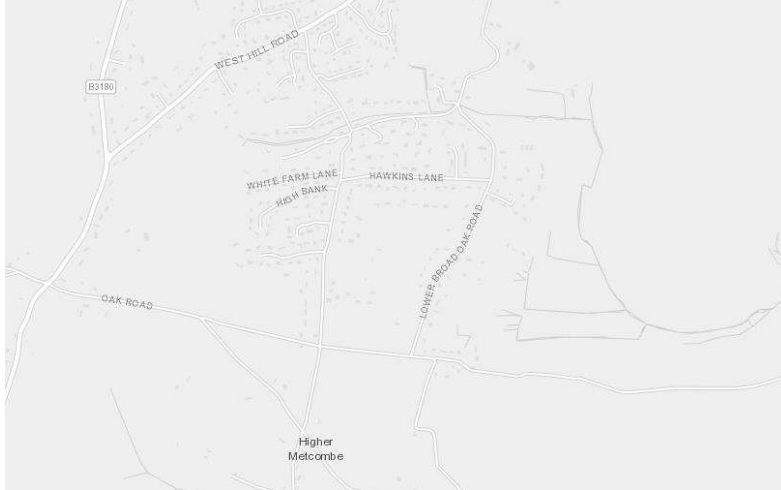 WEST HILL ROAD
B3180
WHITE FARM LANE
HAWKINS LANE
HIGH BANK
LOWER BROAD OAK ROAD
OAK ROAD
Higher
Metcombe